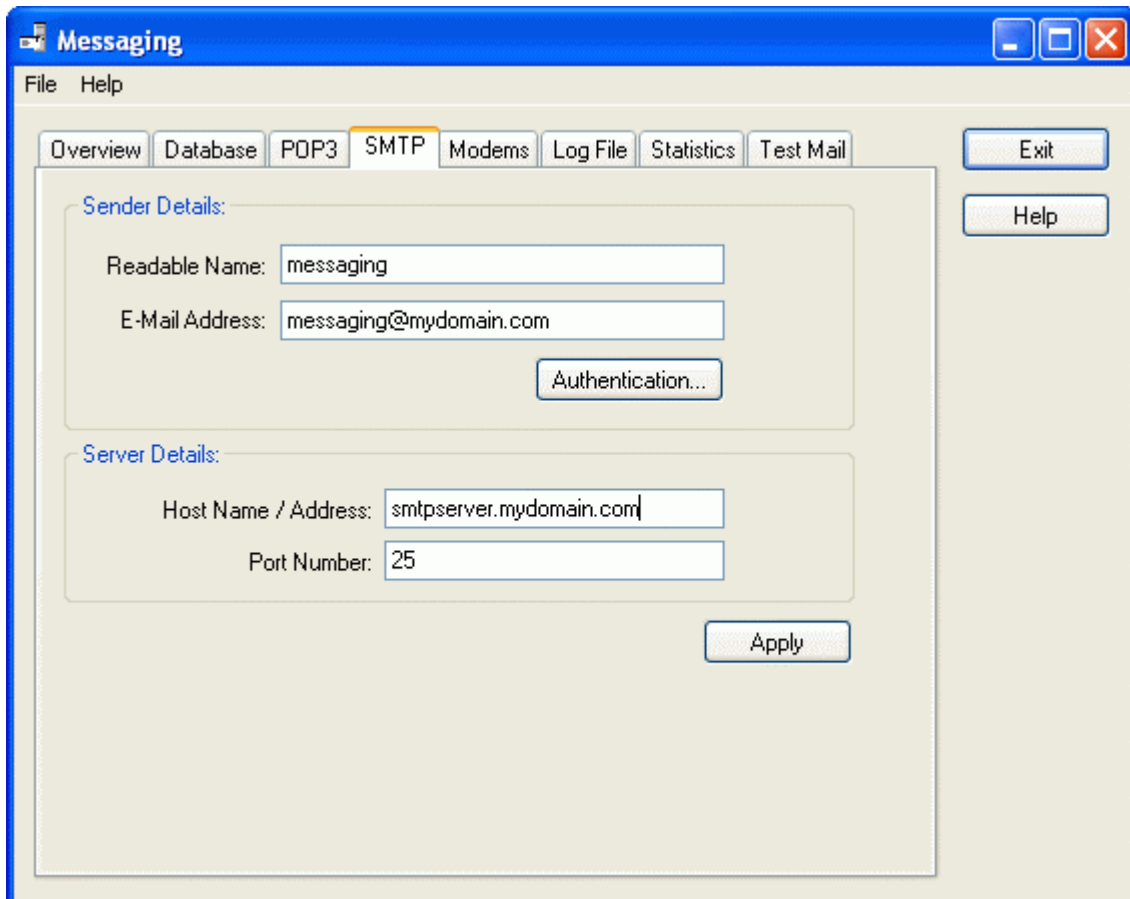 Messaging
File Help
Overview Database POP3 SMTP Modems Log File Statistics Test Mail
Exit
Help
Sender Details:
Readable Name: messaging
E-Mail Address: messaging@mydomain.com
Authentication...
Server Details:
Host Name / Address: smtpserver.mydomain.com
Port Number: 25
Apply